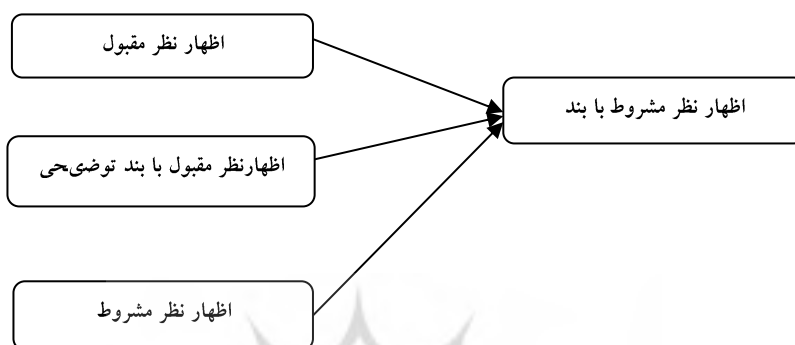 اظهار نظر مقبول
اظهار نظر مشروط با بند
اظهارنظر مقبول با بند توضیحی
اظهار نظر مشروط